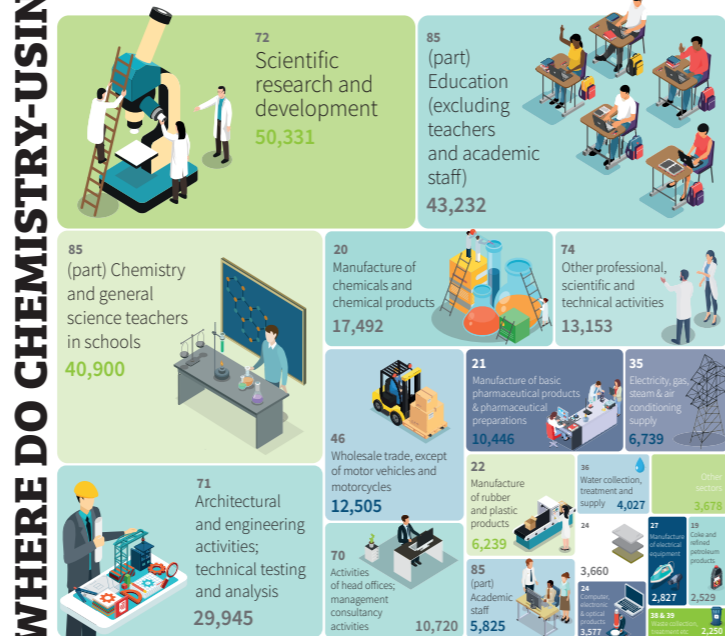 WHERE DO CHEMISTRY-USIN
72
Scientific
research and
development
50,331
85
(part)
Education
(excluding
teachers
and academic
staff)
43,232
85
(part) Chemistry
and general
science teachers
in schools
40,900
20
Manufacture of
chemicals and
chemical products
17,492
74
Other professional,
scientific and
technical activities
13,153
46
Wholesale trade, except
of motor vehicles and
motorcycles
12,505
21
Manufacture of basic
pharmaceutical products
& pharmaceutical
preparations
10,446
35
Electricity, gas,
steam & air
conditioning
supply
6,739
71
Architectural
and engineering
activities;
technical testing
and analysis
29,945
70
Activities
of head offices;
management
consultancy
activities
10,720
22
Manufacture
of rubber
and plastic
products
6,239
85
(part)
Academic
staff
5,825
36
Water collection,
treatment and
supply 4,027
Other
sectors
3,678
24
3,660
27
Manufacture
of electrical
equipment
2,827
19
Coke and
refined
petroleum
products
2,529
24
Computer,
electronic
& optical
products
3,577
38 & 39
Waste collection,